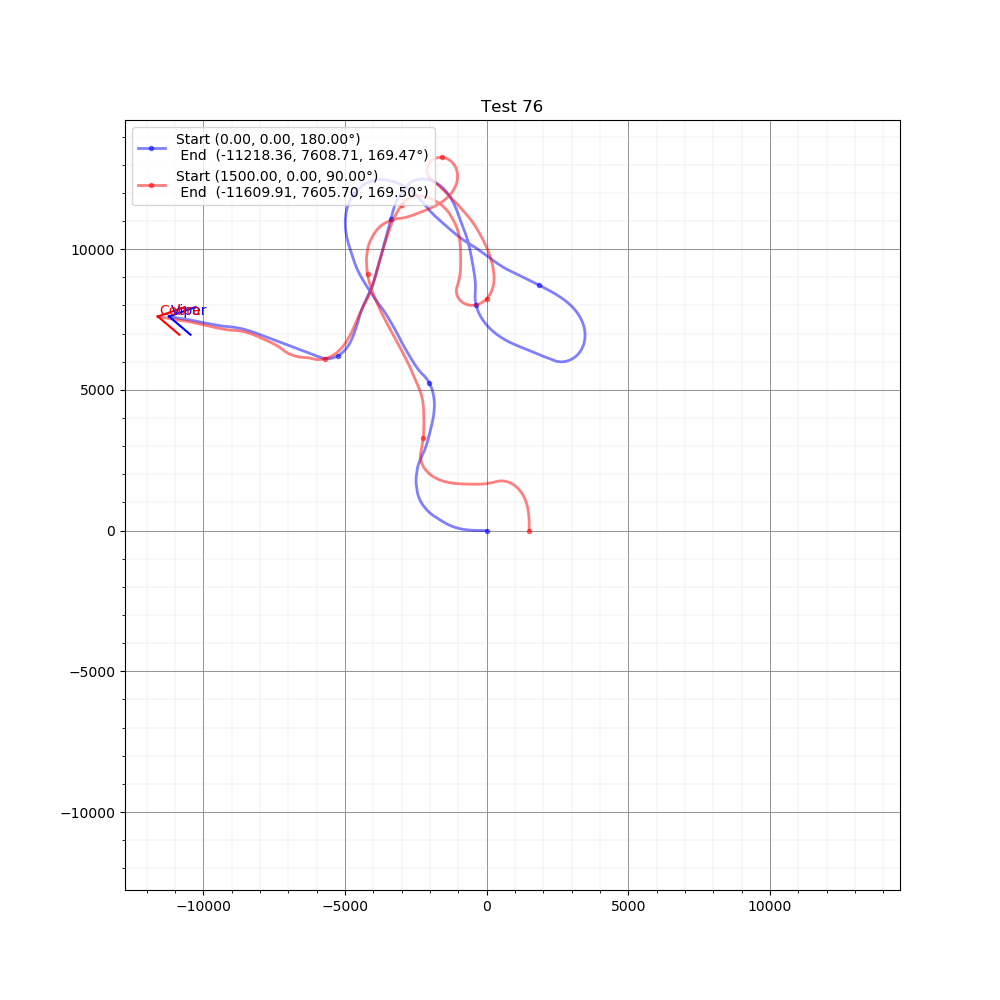 Test 76
Start (0.00, 0.00, 180.00°)
End  (-11218.36, 7608.71, 169.47°)
Start (1500.00, 0.00, 90.00°)
End  (-11609.91, 7605.70, 169.50°)
10000
5000
0
−5000
−10000
−10000
−5000
0
5000
10000